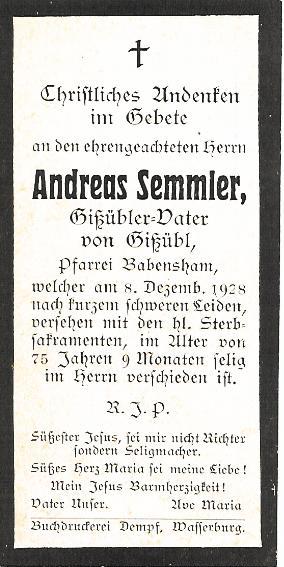 Christliches Andenken
im Gebete
an den ehrengeachteten Herrn
Andreas Semmler,
Gißübler-Vater
von Gißübl,
Pfarrei Babensham,
welcher am 8. Dezemb. 1928
nach kurzem schweren Leiden,
versehen mit den hl. Sterb-
sakramenten, im Alter von
75 Jahren 9 Monaten selig
im Herrn verschieden ist.
R. J. P.
Süßester Jesus, sei mir nicht Richter
sondern Seligmacher.
Süßes Herz Maria sei meine Liebe!
Mein Jesus Barmherzigkeit!
Vater Unser. Ave Maria
Buchdruckerei Dempf, Wasserburg.